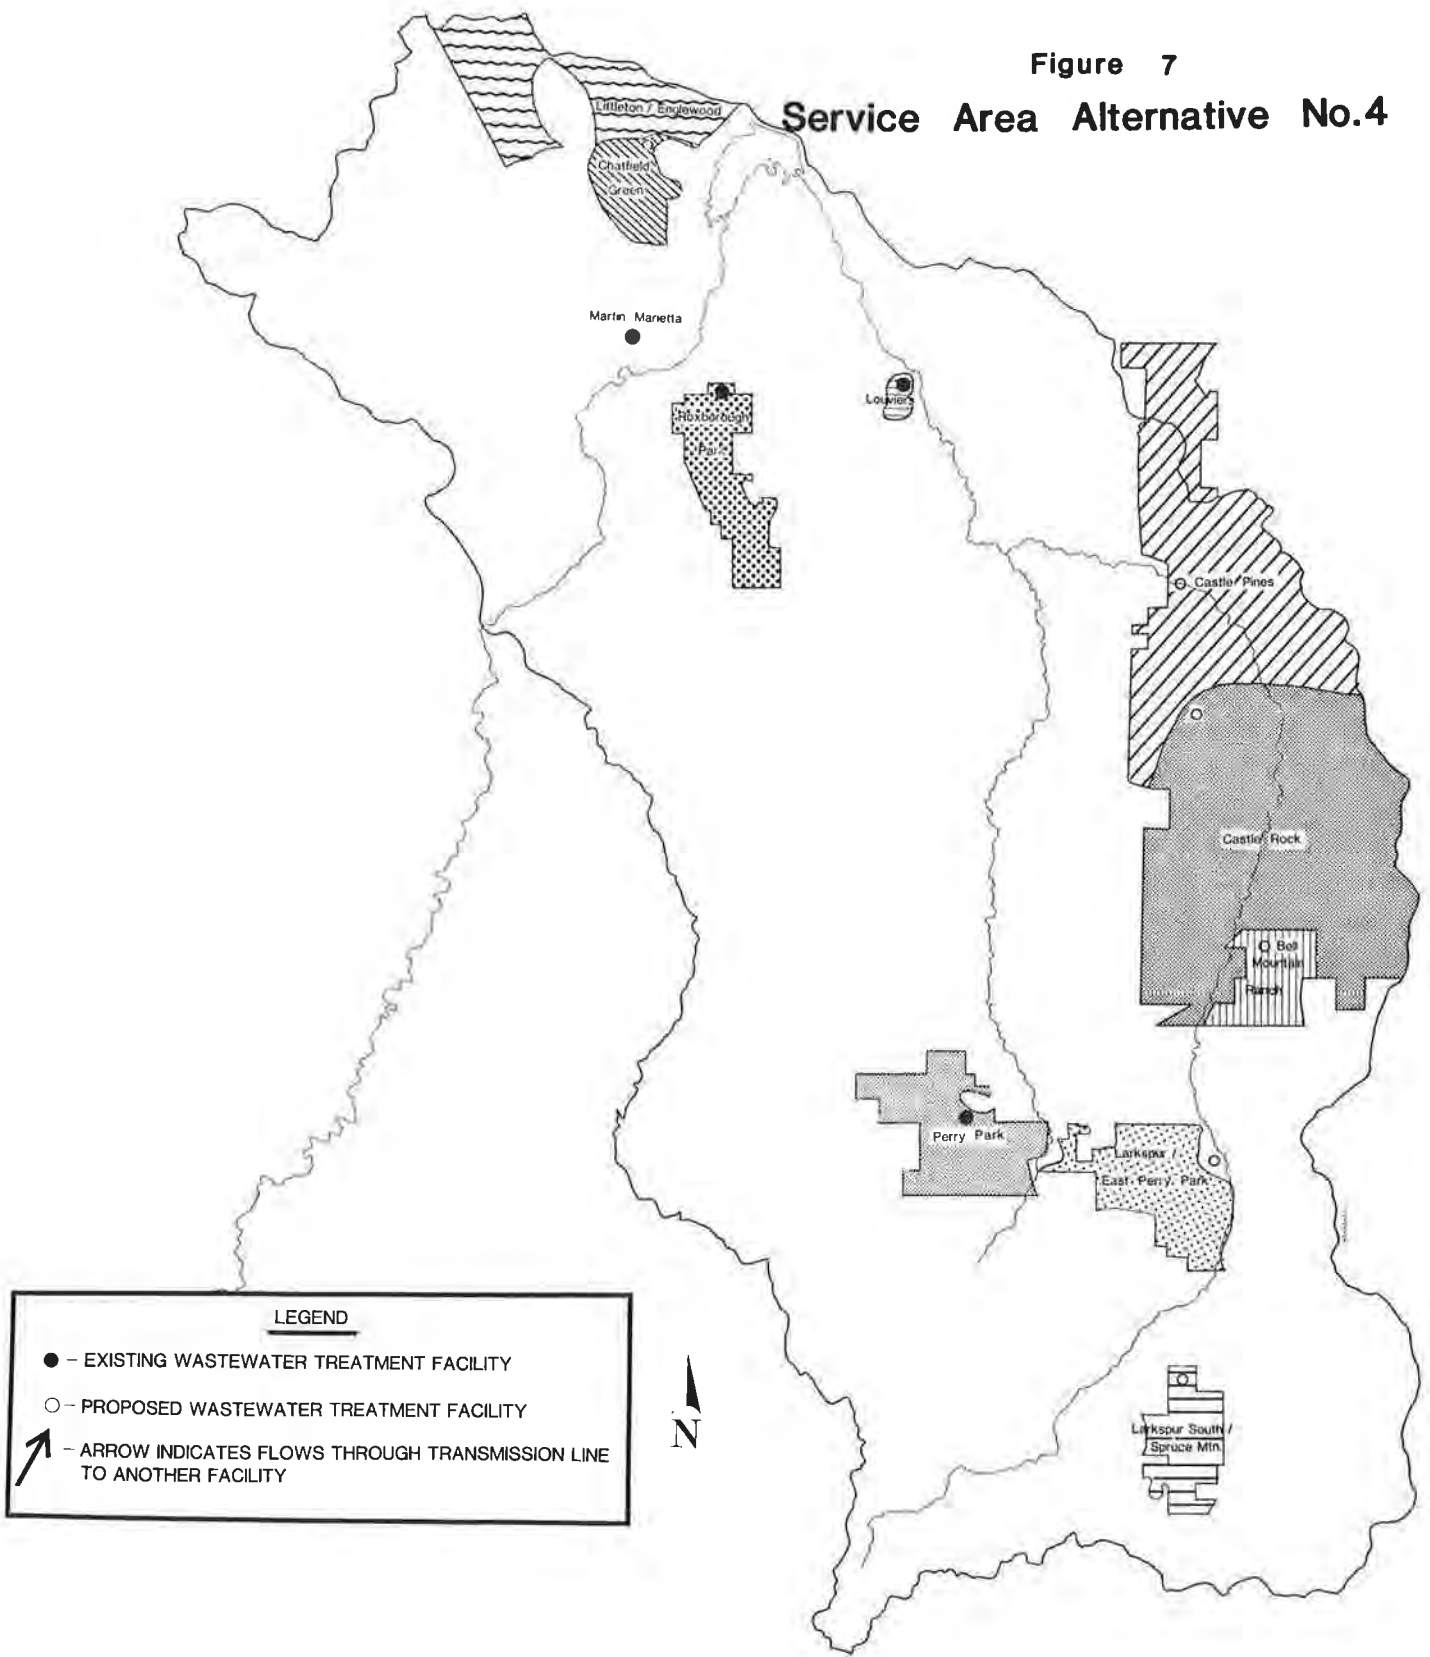 Figure 7
Service Area Alternative No.4
Littleton / Englewood
Chatfield
Green
Martin Marietta
Roxborough
Park
Louviers
Castle Pines
Castle Rock
Bell
Mountain
Ranch
Perry Park
Larkspur /
East Perry Park
Larkspur South /
Spruce Mtn.
LEGEND
- EXISTING WASTEWATER TREATMENT FACILITY
- PROPOSED WASTEWATER TREATMENT FACILITY
- ARROW INDICATES FLOWS THROUGH TRANSMISSION LINE
TO ANOTHER FACILITY
N